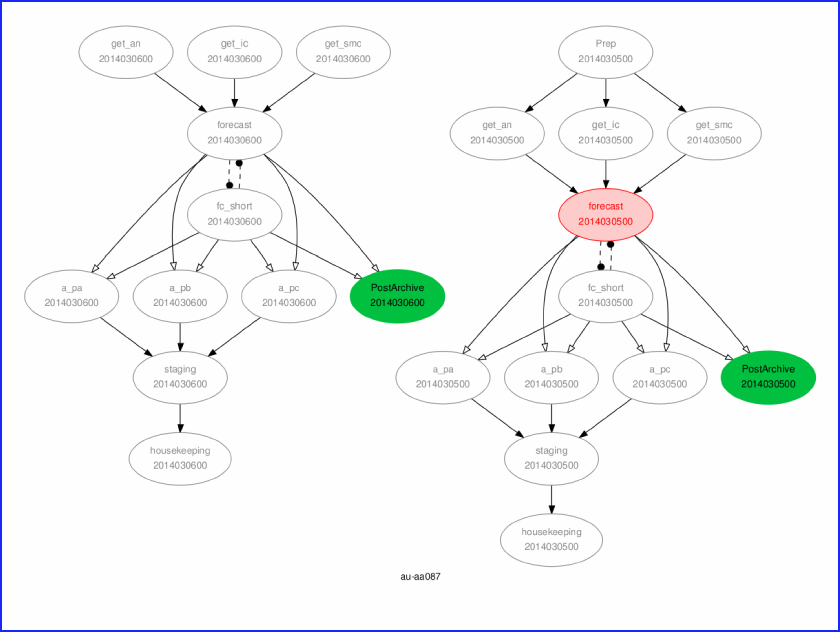 get_an
2014030600
get_ic
2014030600
get_smc
2014030600
forecast
2014030600
fc_short
2014030600
a_pa
2014030600
a_pb
2014030600
a_pc
2014030600
PostArchive
2014030600
staging
2014030600
housekeeping
2014030600
Prep
2014030500
get_an
2014030500
get_ic
2014030500
get_smc
2014030500
forecast
2014030500
fc_short
2014030500
a_pa
2014030500
a_pb
2014030500
a_pc
2014030500
PostArchive
2014030500
staging
2014030500
housekeeping
2014030500
au-aa087